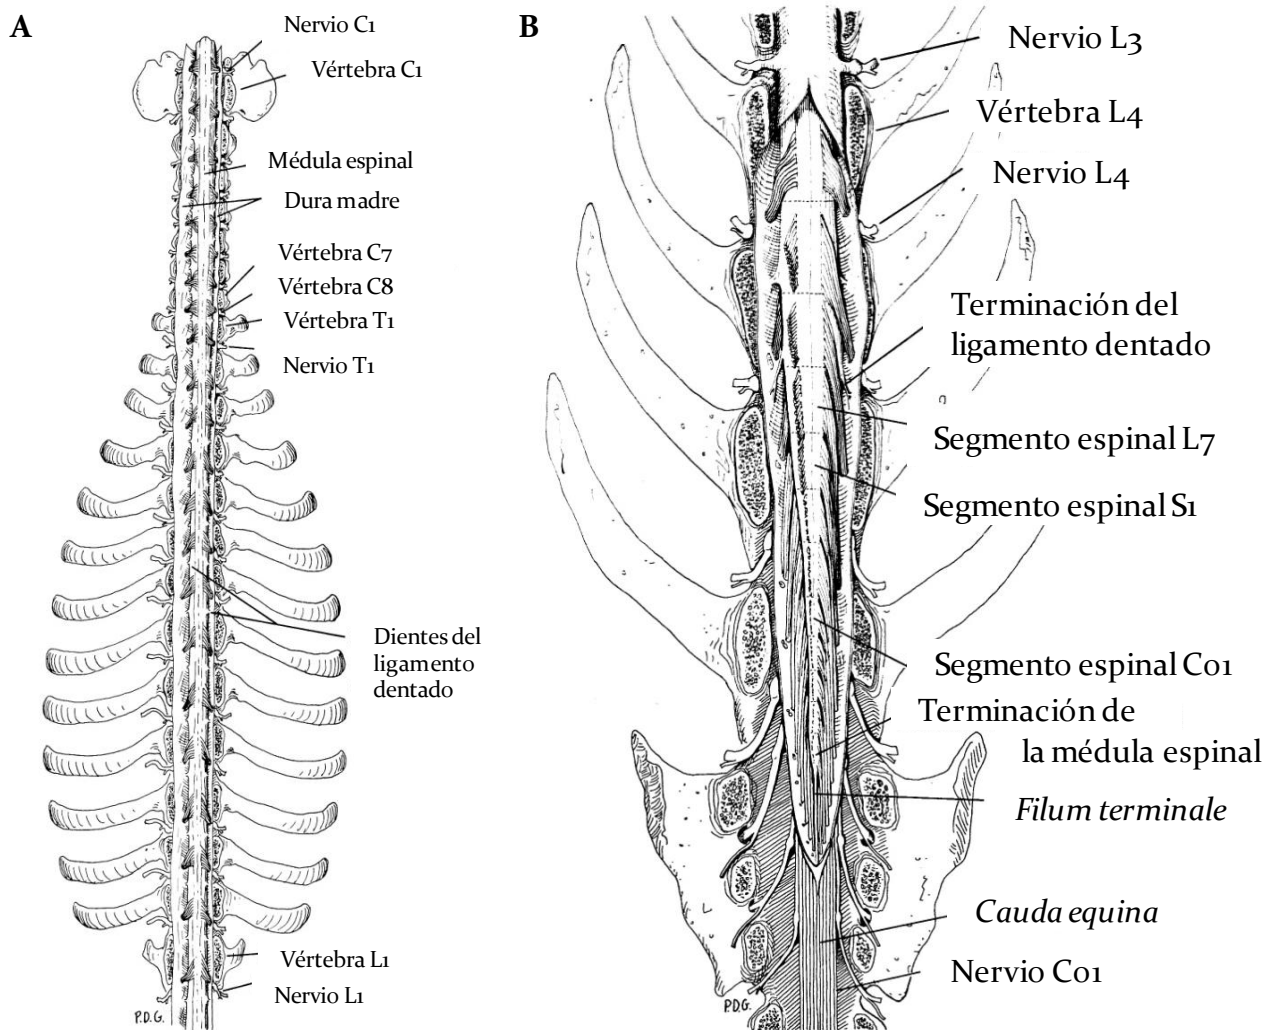 A
Nervio C1
Vértebra C1
Médula espinal
Dura madre
Vértebra C7
Vértebra C8
Vértebra T1
Nervio T1
Dientes del
ligamento
dentado
Vértebra L1
Nervio L1
P.D.G.
B
Nervio L3
Vértebra L4
Nervio L4
Terminación del
ligamento dentado
Segmento espinal L7
Segmento espinal S1
Segmento espinal Co1
Terminación de
la médula espinal
Filum terminale
Cauda equina
Nervio Co1
P.D.G.